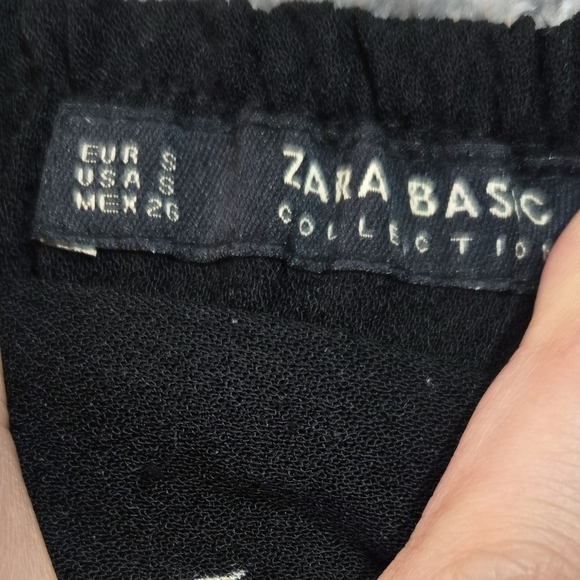 EUR S
USA S
MEX 26
ZARA BASIC
COLLECTION